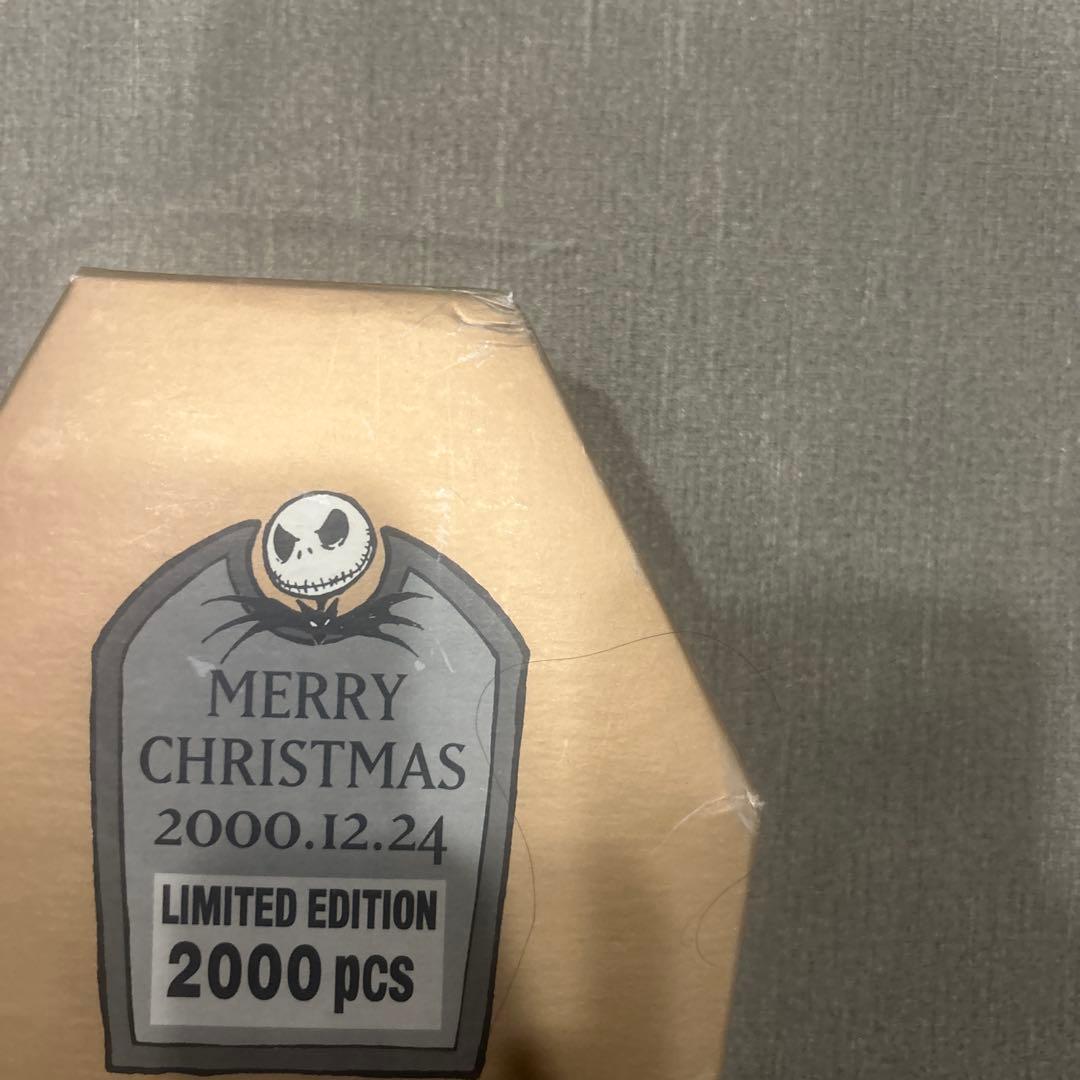 MERRY
CHRISTMAS
2000.12.24
LIMITED EDITION
2000 pcs